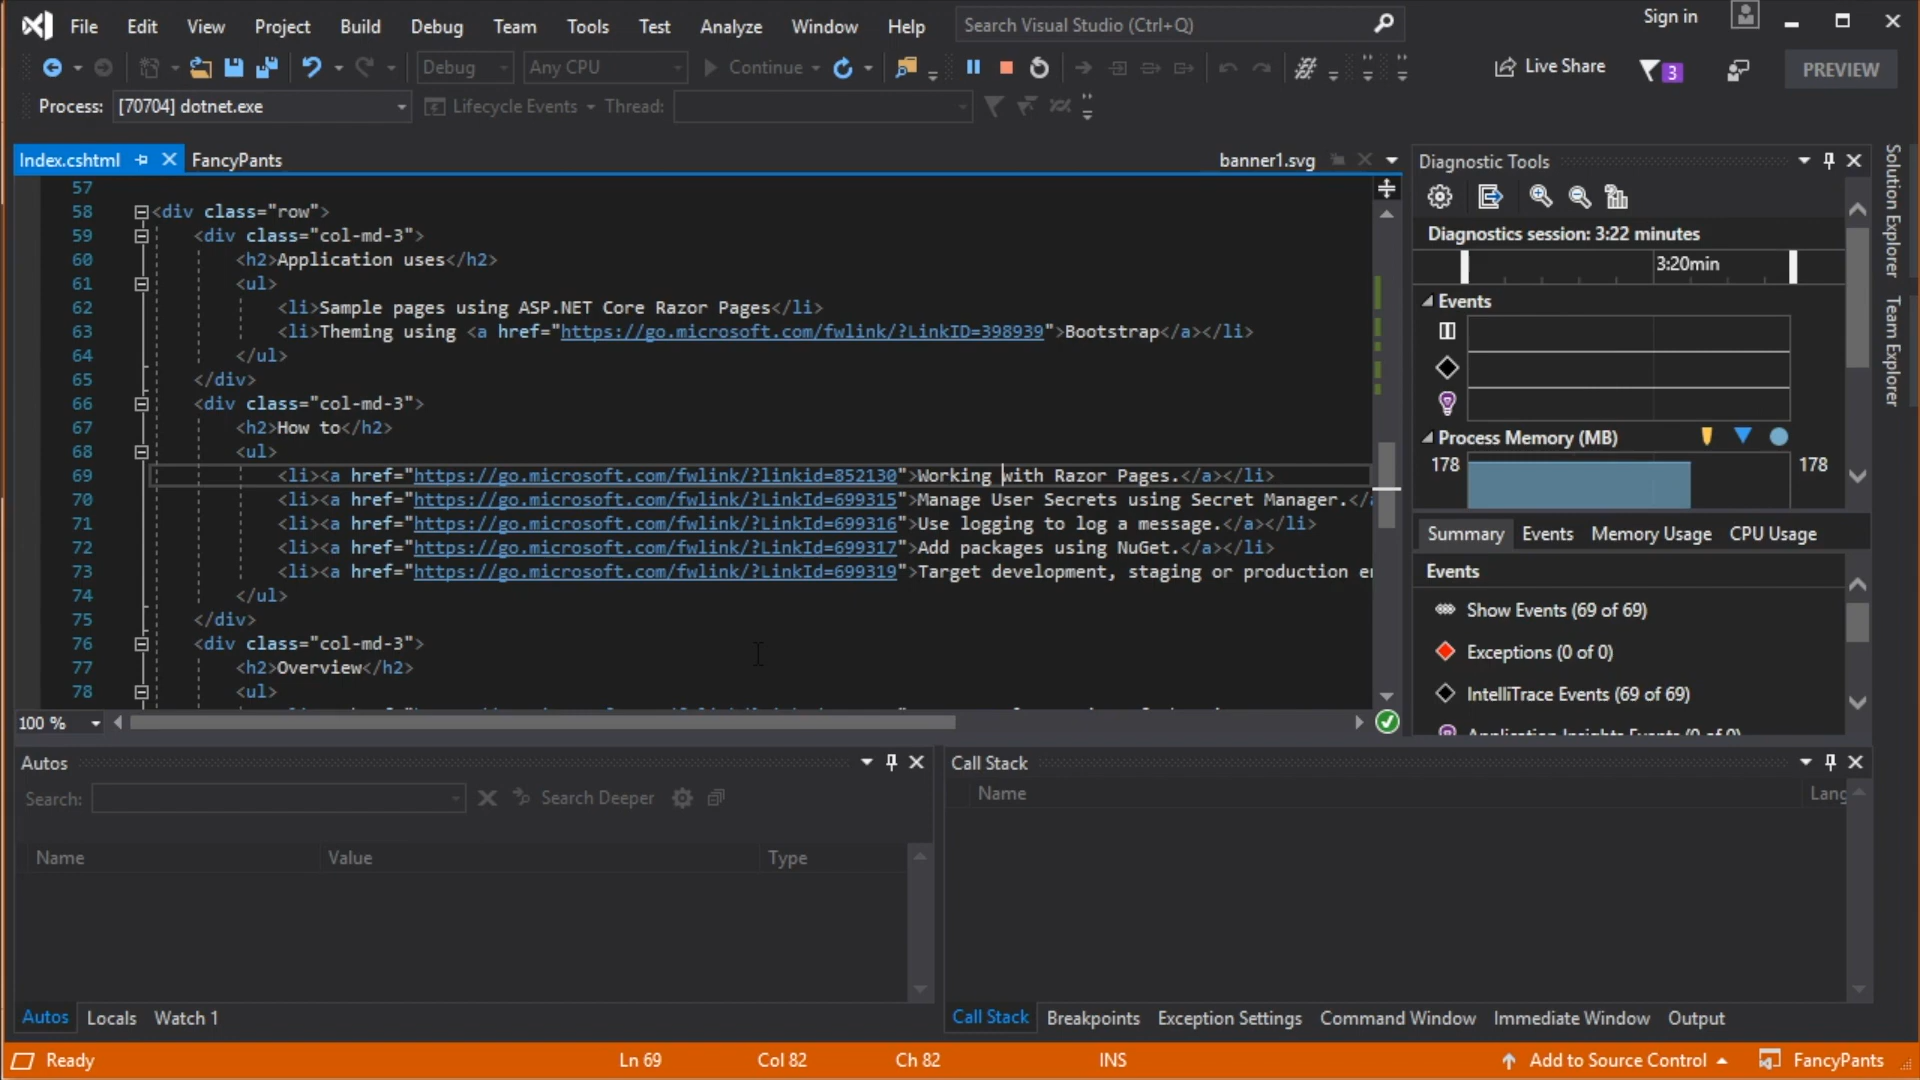 File Edit View Project Build Debug Team Tools Test Analyze Window Help Search Visual Studio (Ctrl+Q) Sign in
Debug Any CPU Continue Live Share 3 PREVIEW
Process: [70704] dotnet.exe Lifecycle Events Thread:
Index.cshtml FancyPants banner1.svg
57
58 <div class="row">
59 <div class="col-md-3">
60 <h2>Application uses</h2>
61 <ul>
62 <li>Sample pages using ASP.NET Core Razor Pages</li>
63 <li>Theming using <a href="https://go.microsoft.com/fwlink/?LinkID=398939">Bootstrap</a></li>
64 </ul>
65 </div>
66 <div class="col-md-3">
67 <h2>How to</h2>
68 <ul>
69 <li><a href="https://go.microsoft.com/fwlink/?linkid=852130">Working with Razor Pages.</a></li>
70 <li><a href="https://go.microsoft.com/fwlink/?LinkId=699315">Manage User Secrets using Secret Manager.</a
71 <li><a href="https://go.microsoft.com/fwlink/?LinkId=699316">Use logging to log a message.</a></li>
72 <li><a href="https://go.microsoft.com/fwlink/?LinkId=699317">Add packages using NuGet.</a></li>
73 <li><a href="https://go.microsoft.com/fwlink/?LinkId=699319">Target development, staging or production
74 </ul>
75 </div>
76 <div class="col-md-3">
77 <h2>Overview</h2>
78 <ul>
100 %
Diagnostic Tools
Diagnostics session: 3:22 minutes
3:20min
Events
Process Memory (MB)
178 178
Summary Events Memory Usage CPU Usage
Events
Show Events (69 of 69)
Exceptions (0 of 0)
IntelliTrace Events (69 of 69)
Application Insights Events (0 of 0)
Solution Explorer
Team Explorer
Autos
Search: Search Deeper
Name Value Type
Autos Locals Watch 1
Call Stack
Name Lang
Call Stack Breakpoints Exception Settings Command Window Immediate Window Output
Ready Ln 69 Col 82 Ch 82 INS Add to Source Control FancyPants